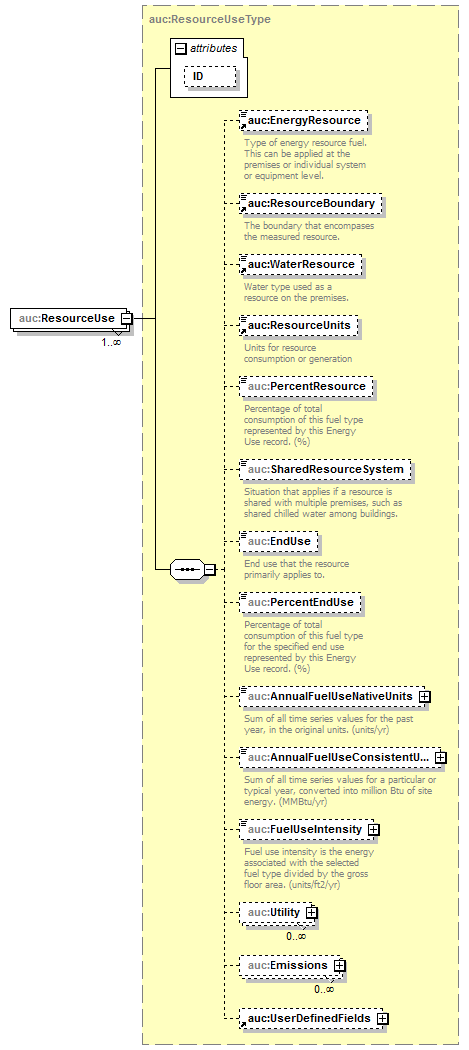 auc:ResourceUseType
attributes
ID
auc:EnergyResource
Type of energy resource fuel.
This can be applied at the
premises or individual system
or equipment level.
auc:ResourceBoundary
The boundary that encompases
the measured resource.
auc:WaterResource
Water type used as a
resource on the premises.
auc:ResourceUse
1..∞
auc:ResourceUnits
Units for resource
consumption or generation
auc:PercentResource
Percentage of total
consumption of this fuel type
represented by this Energy
Use record. (%)
auc:SharedResourceSystem
Situation that applies if a resource is
shared with multiple premises, such as
shared chilled water among buildings.
auc:EndUse
End use that the resource
primarily applies to.
auc:PercentEndUse
Percentage of total
consumption of this fuel type
for the specified end use
represented by this Energy
Use record. (%)
auc:AnnualFuelUseNativeUnits
Sum of all time series values for the past
year, in the original units. (units/yr)
auc:AnnualFuelUseConsistentU...
Sum of all time series values for a particular or
typical year, converted into million Btu of site
energy. (MMBtu/yr)
auc:FuelUseIntensity
Fuel use intensity is the energy
associated with the selected
fuel type divided by the gross
floor area. (units/ft2/yr)
auc:Utility
0..∞
auc:Emissions
0..∞
auc:UserDefinedFields